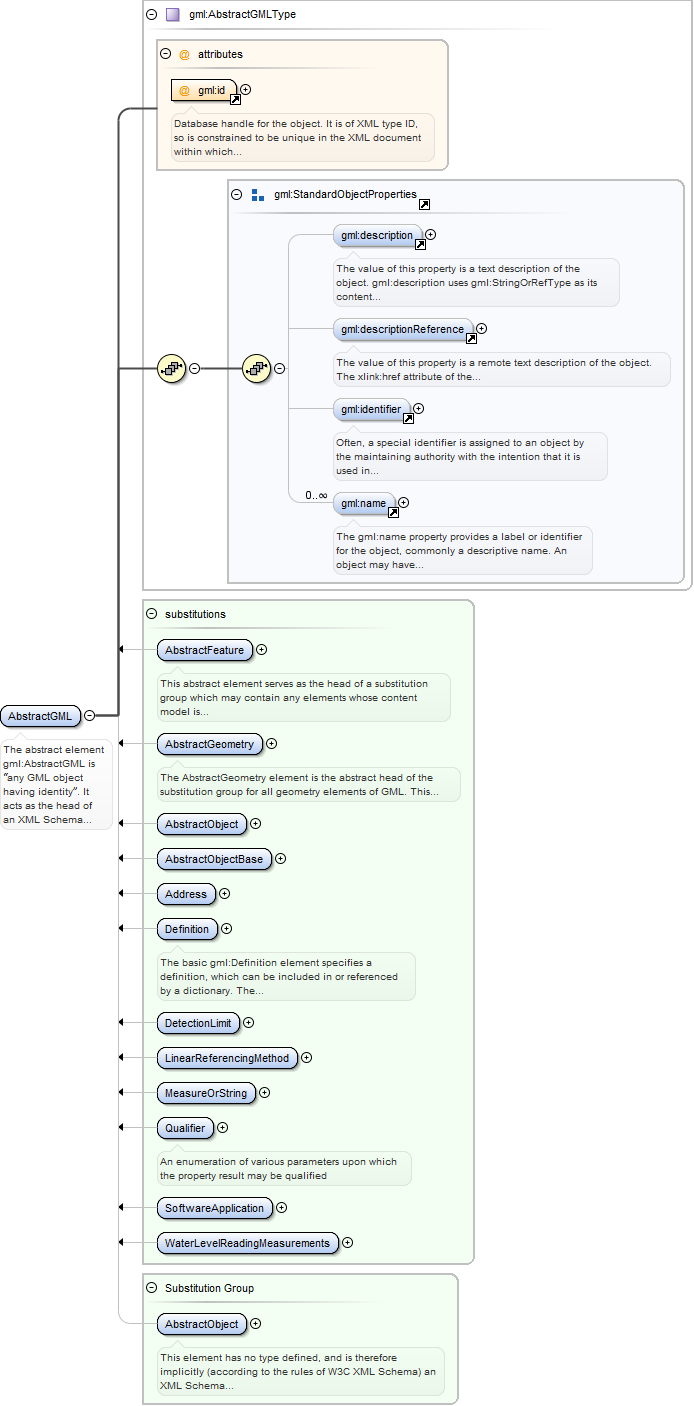 gml:AbstractGMLType
@ attributes
@ gml:id
Database handle for the object. It is of XML type ID,
so is constrained to be unique in the XML document
within which...
gml:StandardObjectProperties
gml:description
The value of this property is a text description of the
object. gml:description uses gml:StringOrRefType as its
content...
gml:descriptionReference
The value of this property is a remote text description of the object.
The xlink:href attribute of the...
gml:identifier
Often, a special identifier is assigned to an object by
the maintaining authority with the intention that it is
used in...
0..∞
gml:name
The gml:name property provides a label or identifier
for the object, commonly a descriptive name. An
object may have...
AbstractGML
The abstract element
gml:AbstractGML is
"any GML object
having identity". It
acts as the head of
an XML Schema...
substitutions
AbstractFeature
This abstract element serves as the head of a substitution
group which may contain any elements whose content
model is...
AbstractGeometry
The AbstractGeometry element is the abstract head of the
substitution group for all geometry elements of GML. This...
AbstractObject
AbstractObjectBase
Address
Definition
The basic gml:Definition element specifies a
definition, which can be included in or referenced
by a dictionary. The...
DetectionLimit
LinearReferencingMethod
MeasureOrString
Qualifier
An enumeration of various parameters upon which
the property result may be qualified
SoftwareApplication
WaterLevelReadingMeasurements
Substitution Group
AbstractObject
This element has no type defined, and is therefore
implicitly (according to the rules of W3C XML Schema) an
XML Schema...